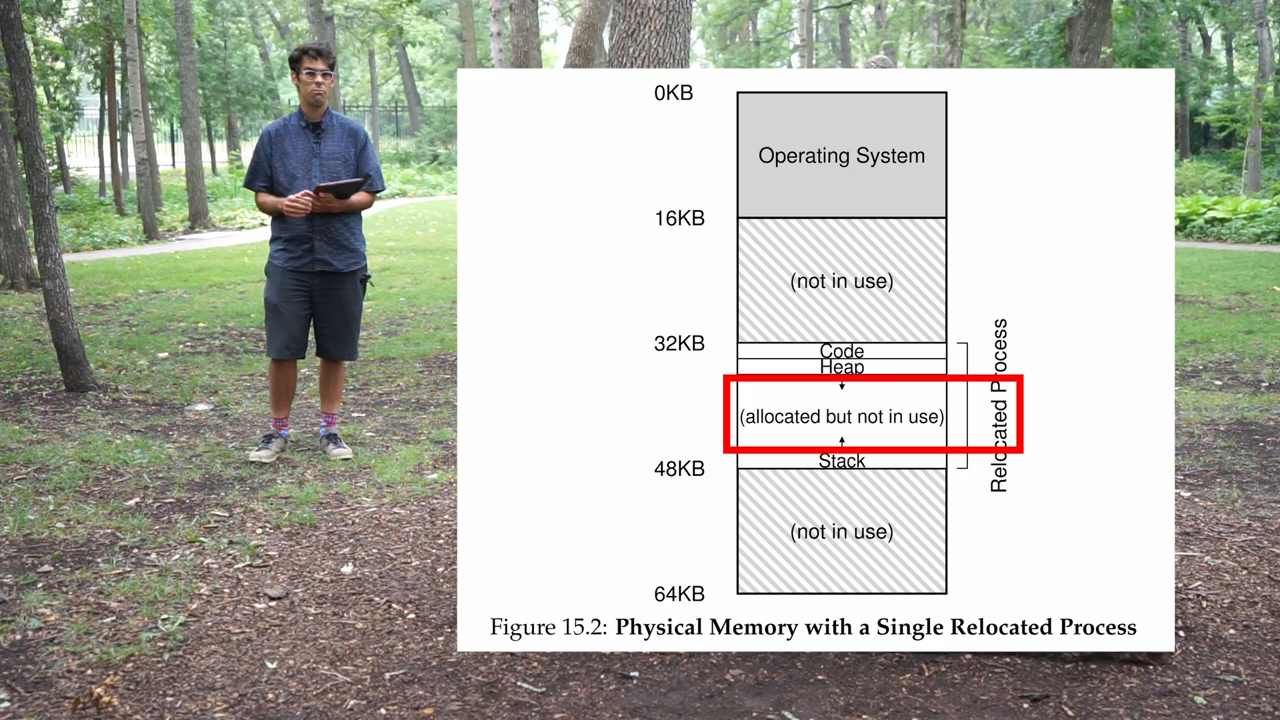 0KB
Operating System
16KB
(not in use)
32KB
Code
Heap
(allocated but not in use)
Relocated Process
Stack
48KB
(not in use)
64KB
Figure 15.2: Physical Memory with a Single Relocated Process